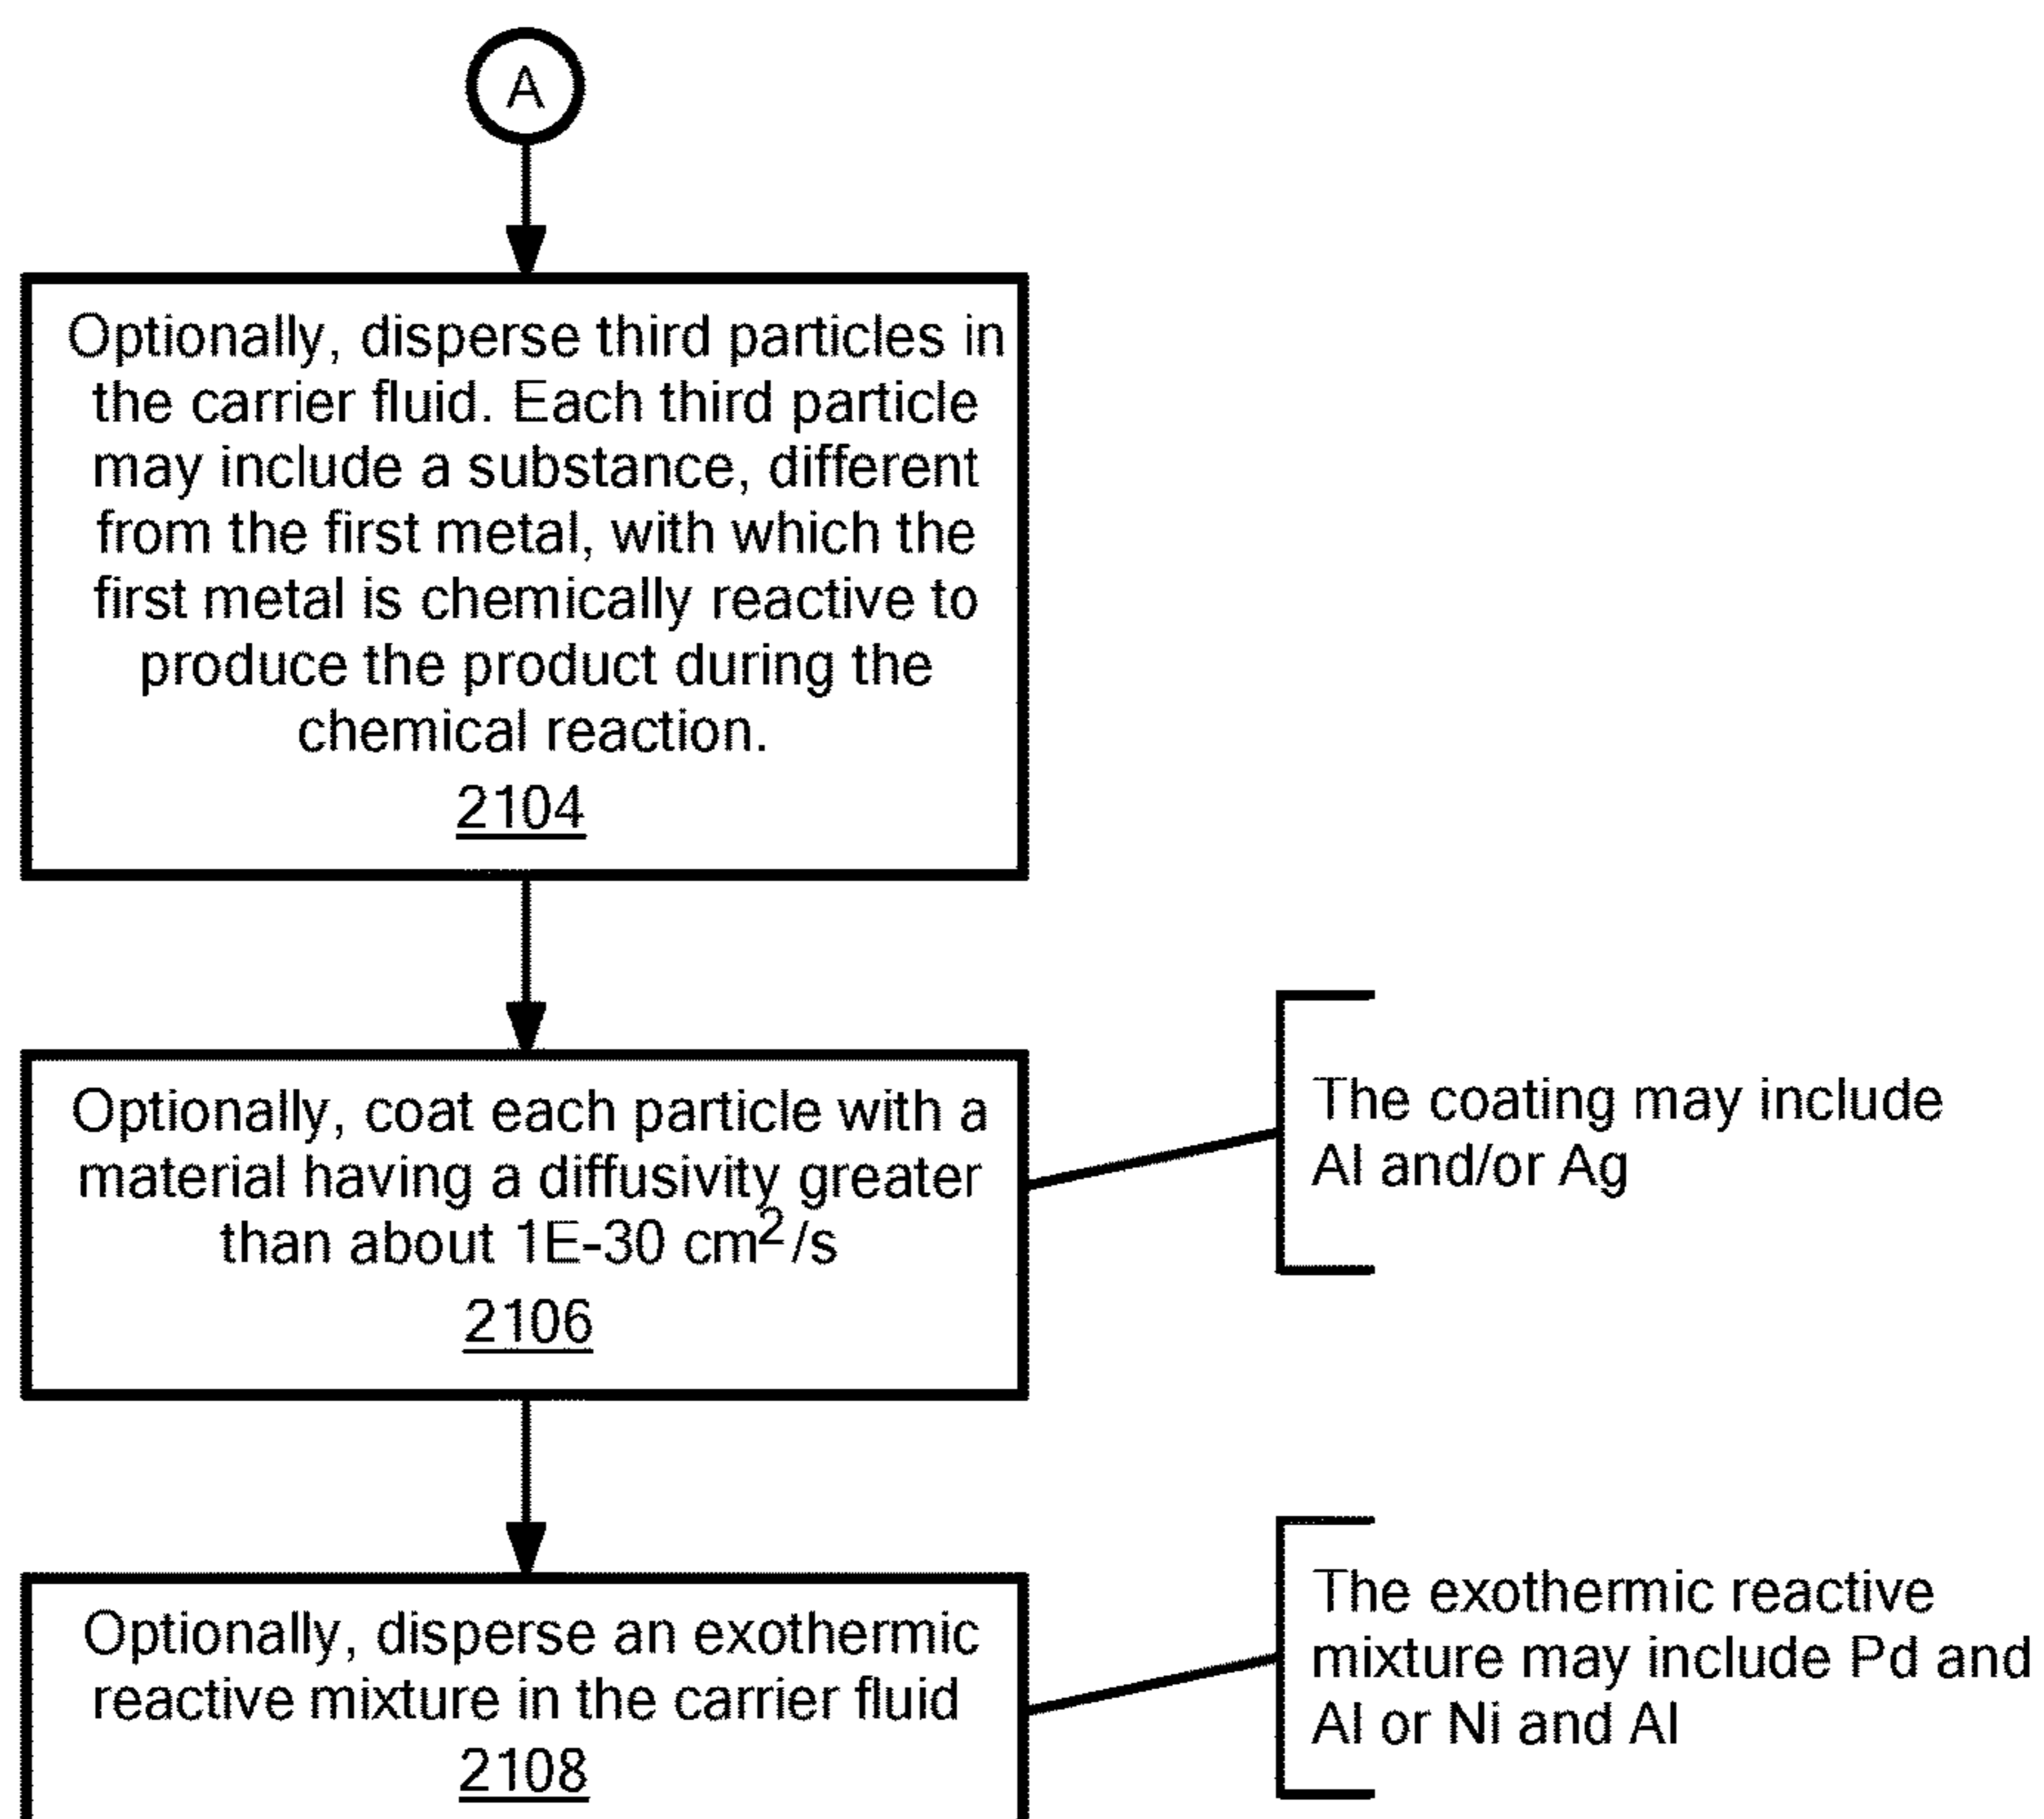 A
Optionally, disperse third particles in
the carrier fluid. Each third particle
may include a substance, different
from the first metal, with which the
first metal is chemically reactive to
produce the product during the
chemical reaction.
2104
Optionally, coat each particle with a
material having a diffusivity greater
than about 1E-30 cm²/s
2106
The coating may include
Al and/or Ag
Optionally, disperse an exothermic
reactive mixture in the carrier fluid
2108
The exothermic reactive
mixture may include Pd and
Al or Ni and Al